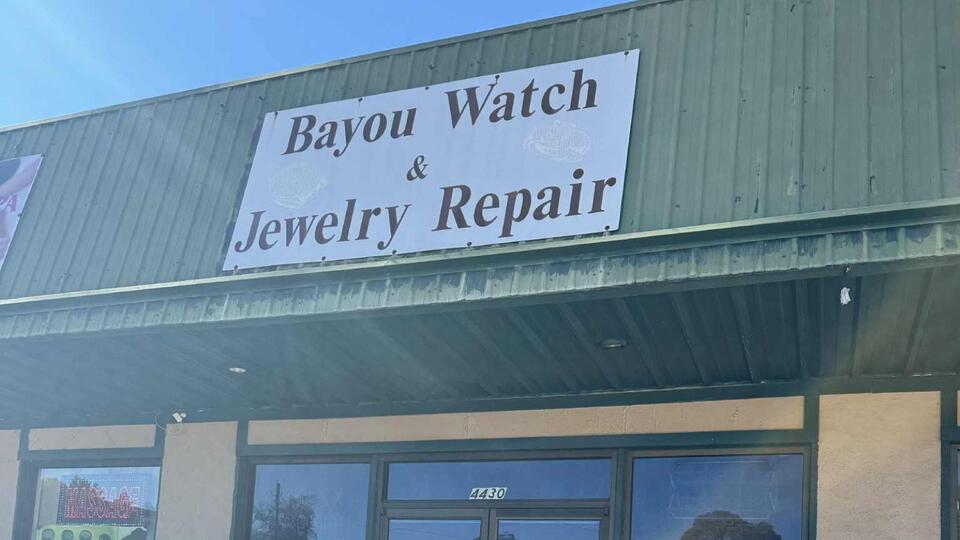 Bayou Watch
&
Jewelry Repair
4430
MASSAGE